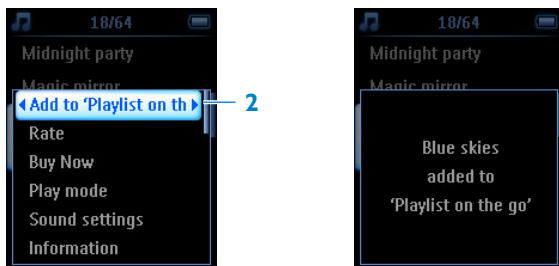 18/64
Midnight party
Magic mirror
Add to ‘Playlist on th
2
Rate
Buy Now
Play mode
Sound settings
Information
18/64
Midnight party
Magic mirror
Blue skies
added to
‘Playlist on the go’